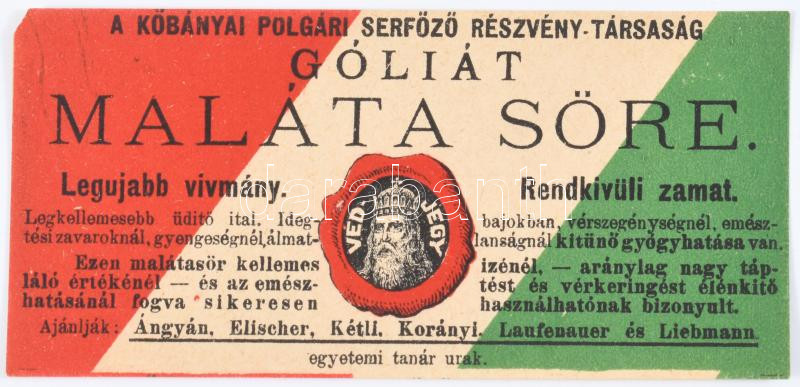 A KŐBÁNYAI POLGÁRI SERFŐZŐ RÉSZVÉNY-TÁRSASÁG
GÓLIÁT
MALÁTA SÖRE.
Legujabb vivmány. Rendkivüli zamat.
Legkellemesebb üditő ital. Ideg- bajokban, vérszegénységnél, emész-
tési zavaroknál, gyengeségnél, álmat- lanságnál kitünő gyógyhatása van.
VÉD JEGY
Ezen malátasör kellemes izénél, — aránylag nagy táp-
láló értékénél — és az emész- tést és vérkeringést élénkitő
hatásánál fogva sikeresen használhatónak bizonyult.
Ajánlják: Ángyán, Elischer, Kétli, Korányi, Laufenauer és Liebmann
egyetemi tanár urak.
darabanth